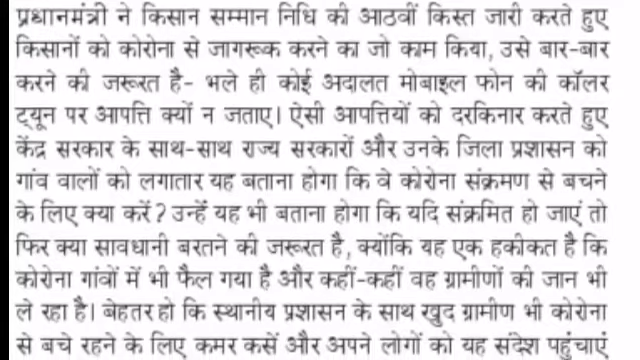 प्रधानमंत्री ने किसान सम्मान निधि की आठवीं किस्त जारी करते हुए
किसानों को कोरोना से जागरूक करने का जो काम किया, उसे बार-बार
करने की जरूरत है- भले ही कोई अदालत मोबाइल फोन की कॉलर
ट्यून पर आपत्ति क्यों न जताए। ऐसी आपत्तियों को दरकिनार करते हुए
केंद्र सरकार के साथ-साथ राज्य सरकारों और उनके जिला प्रशासन को
गांव वालों को लगातार यह बताना होगा कि वे कोरोना संक्रमण से बचने
के लिए क्या करें? उन्हें यह भी बताना होगा कि यदि संक्रमित हो जाएं तो
फिर क्या सावधानी बरतने की जरूरत है, क्योंकि यह एक हकीकत है कि
कोरोना गांवों में भी फैल गया है और कहीं-कहीं वह ग्रामीणों की जान भी
ले रहा है। बेहतर हो कि स्थानीय प्रशासन के साथ खुद ग्रामीण भी कोरोना
से बचे रहने के लिए कमर कसें और अपने लोगों को यह संदेश पहुंचाएं